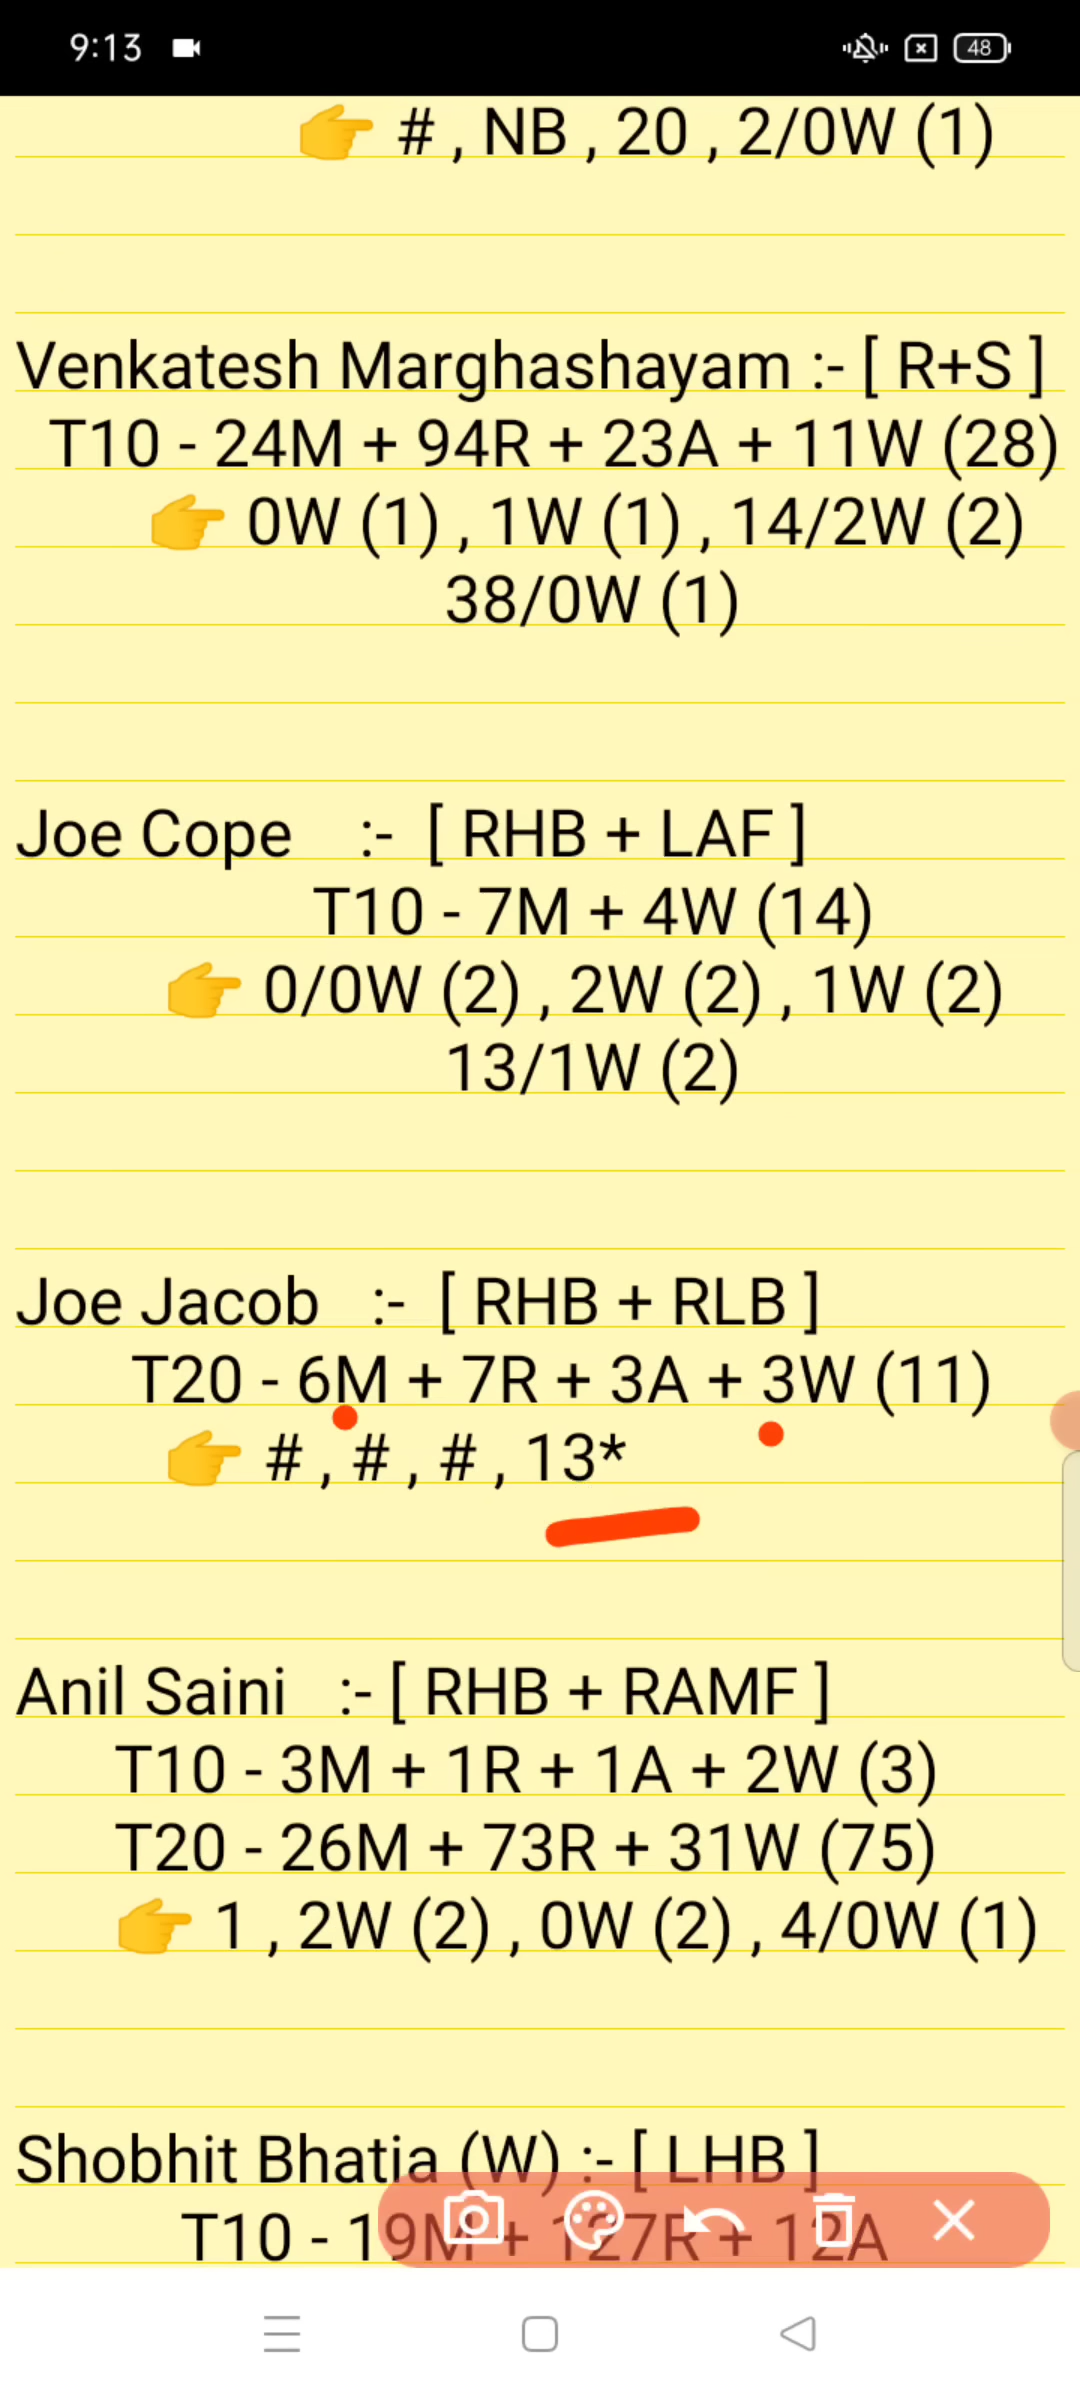 9:13
48
👉 # , NB , 20 , 2/0W (1)
Venkatesh Marghashayam :- [ R+S ]
T10 - 24M + 94R + 23A + 11W (28)
👉 0W (1) , 1W (1) , 14/2W (2)
38/0W (1)
Joe Cope :- [ RHB + LAF ]
T10 - 7M + 4W (14)
👉 0/0W (2) , 2W (2) , 1W (2)
13/1W (2)
Joe Jacob :- [ RHB + RLB ]
T20 - 6M + 7R + 3A + 3W (11)
👉 # , # , # , 13*
Anil Saini :- [ RHB + RAMF ]
T10 - 3M + 1R + 1A + 2W (3)
T20 - 26M + 73R + 31W (75)
👉 1 , 2W (2) , 0W (2) , 4/0W (1)
Shobhit Bhatia (W) :- [ LHB ]
T10 - 19M + 127R + 12A